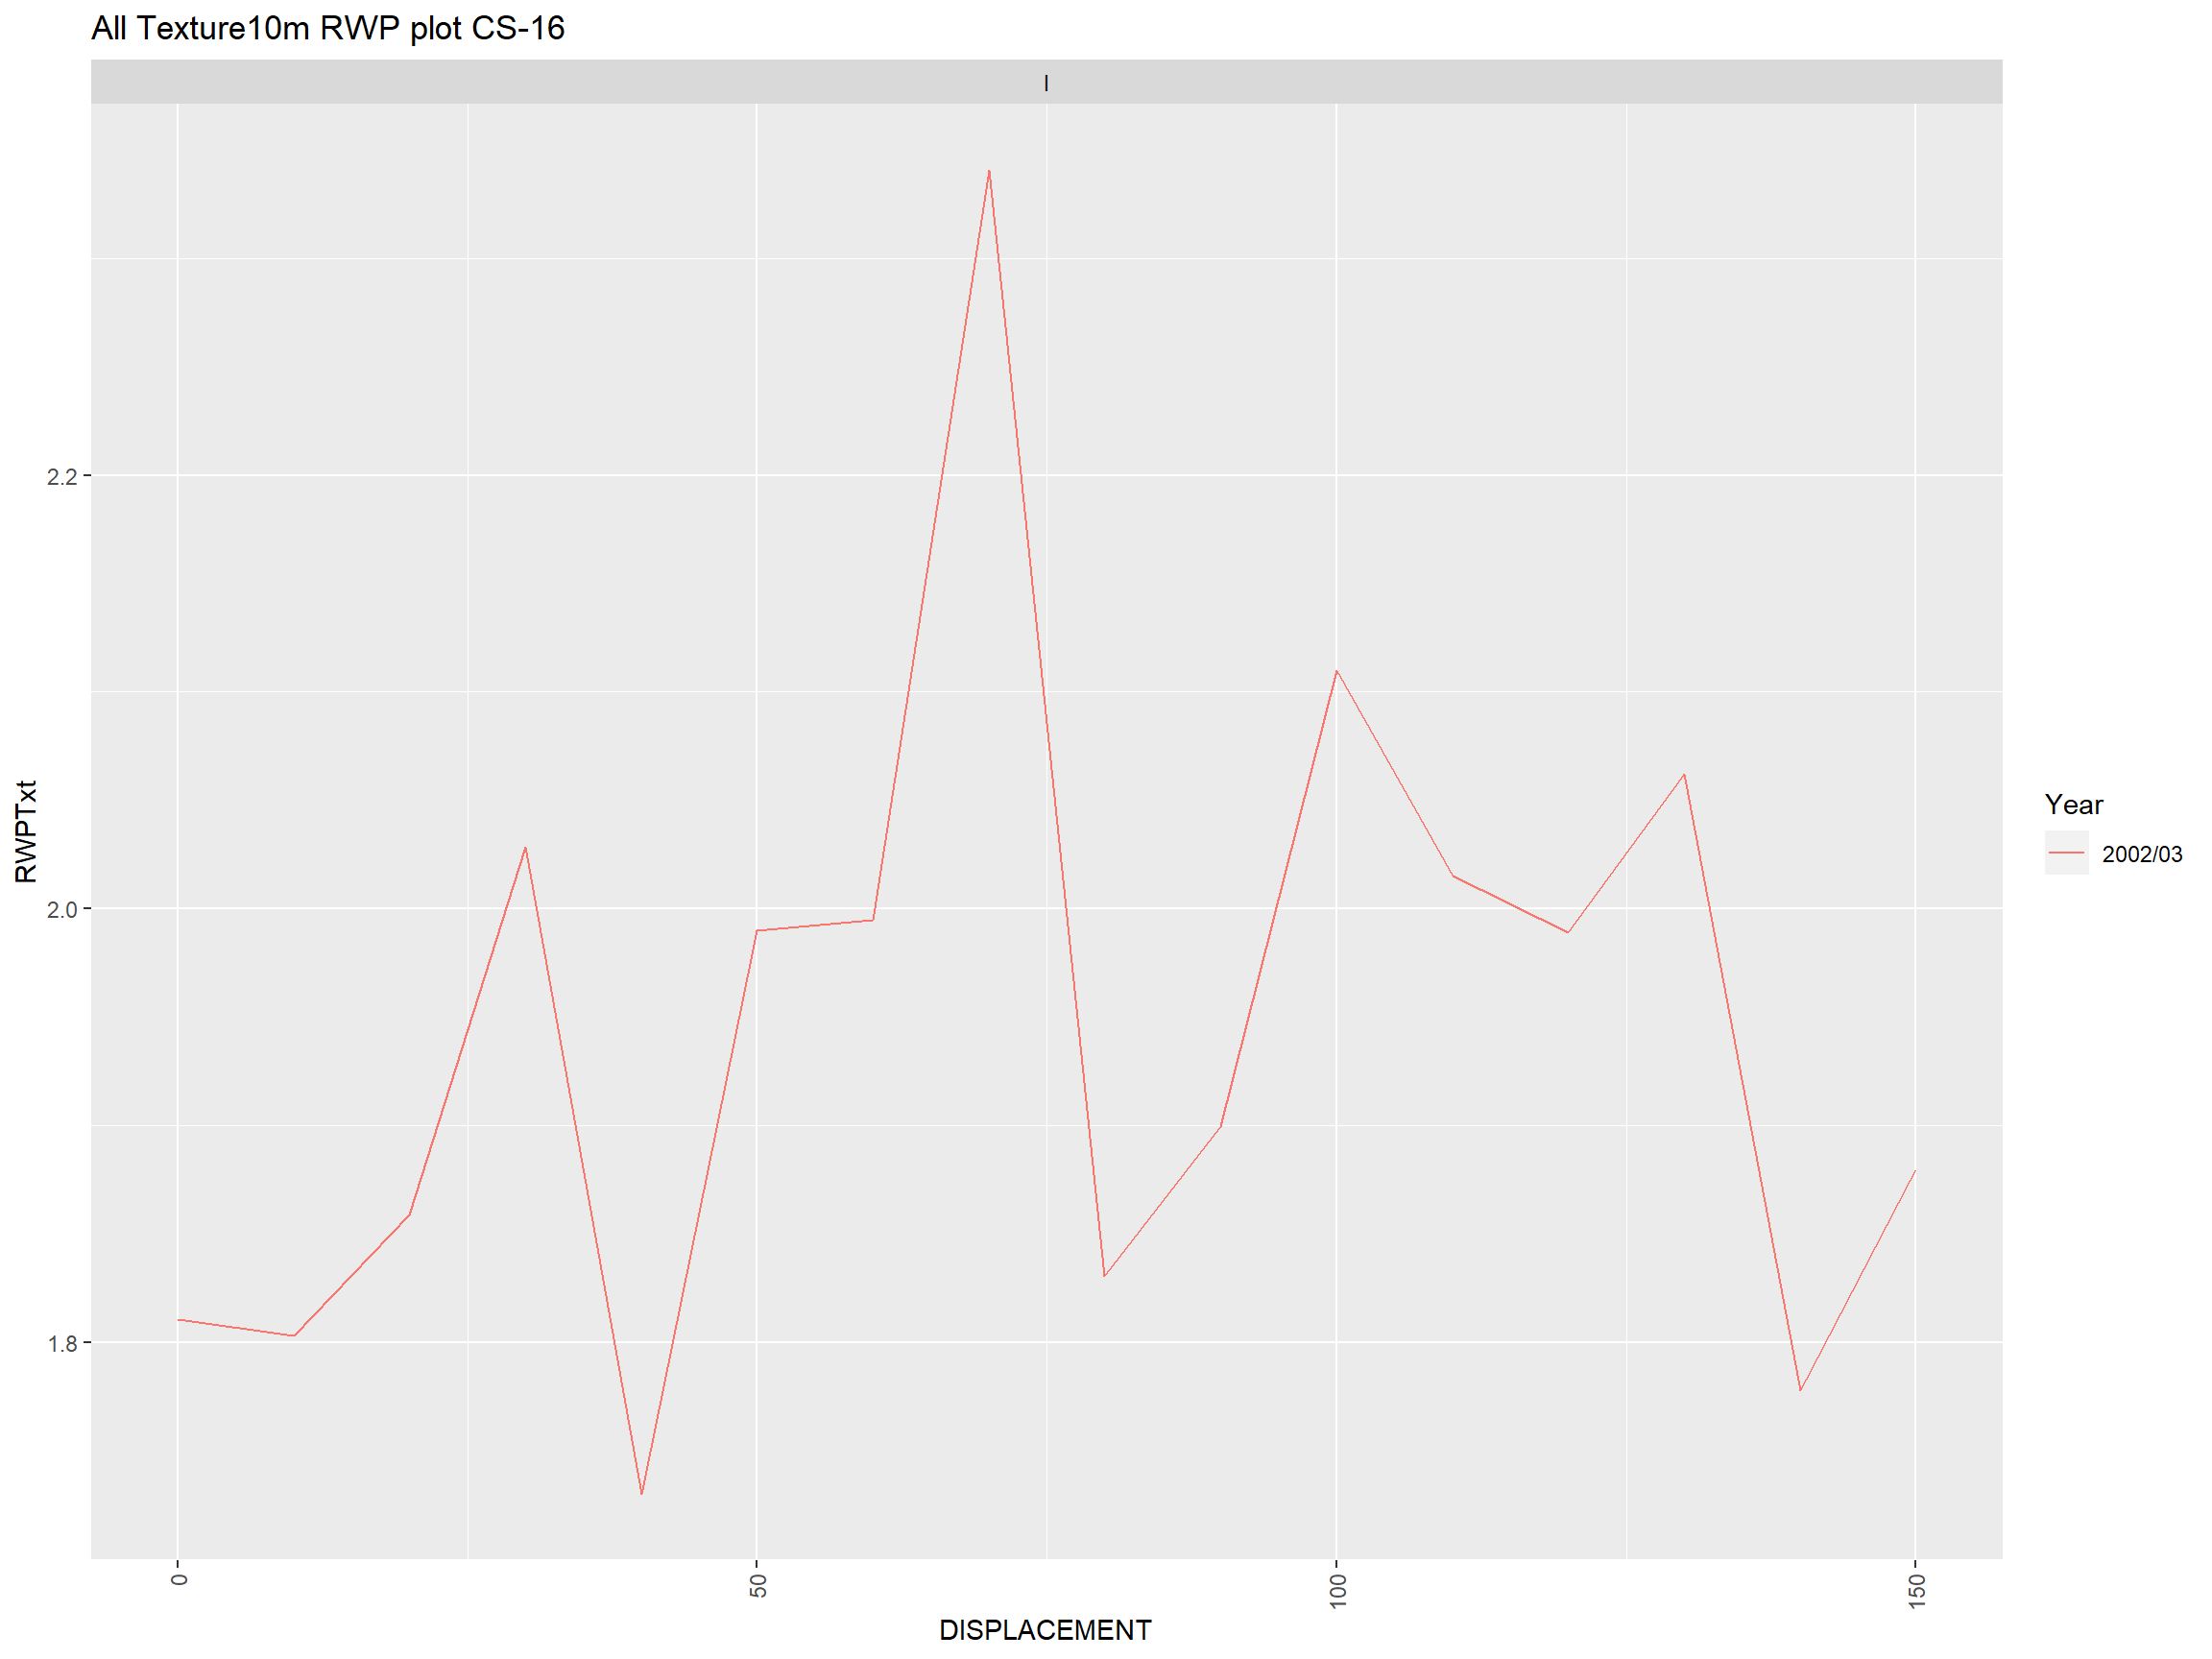 All Texture10m RWP plot CS-16
I
2.2
2.0
1.8
RWPTxt
0
50
100
150
DISPLACEMENT
Year
2002/03